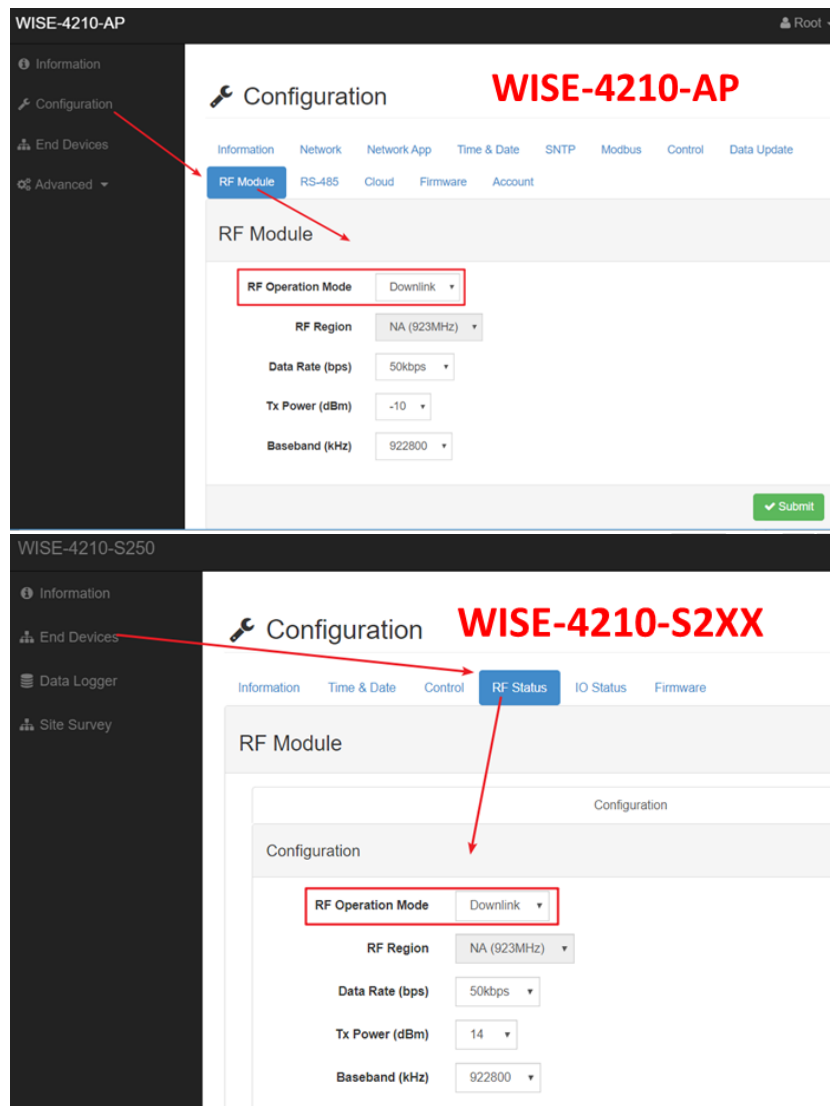 WISE-4210-AP
Root
Information
Configuration
End Devices
Advanced
Configuration
WISE-4210-AP
Information Network Network App Time & Date SNTP Modbus Control Data Update
RF Module RS-485 Cloud Firmware Account
RF Module
RF Operation Mode Downlink
RF Region NA (923MHz)
Data Rate (bps) 50kbps
Tx Power (dBm) -10
Baseband (kHz) 922800
Submit
WISE-4210-S250
Information
End Devices
Data Logger
Site Survey
Configuration
WISE-4210-S2XX
Information Time & Date Control RF Status IO Status Firmware
RF Module
Configuration
Configuration
RF Operation Mode Downlink
RF Region NA (923MHz)
Data Rate (bps) 50kbps
Tx Power (dBm) 14
Baseband (kHz) 922800